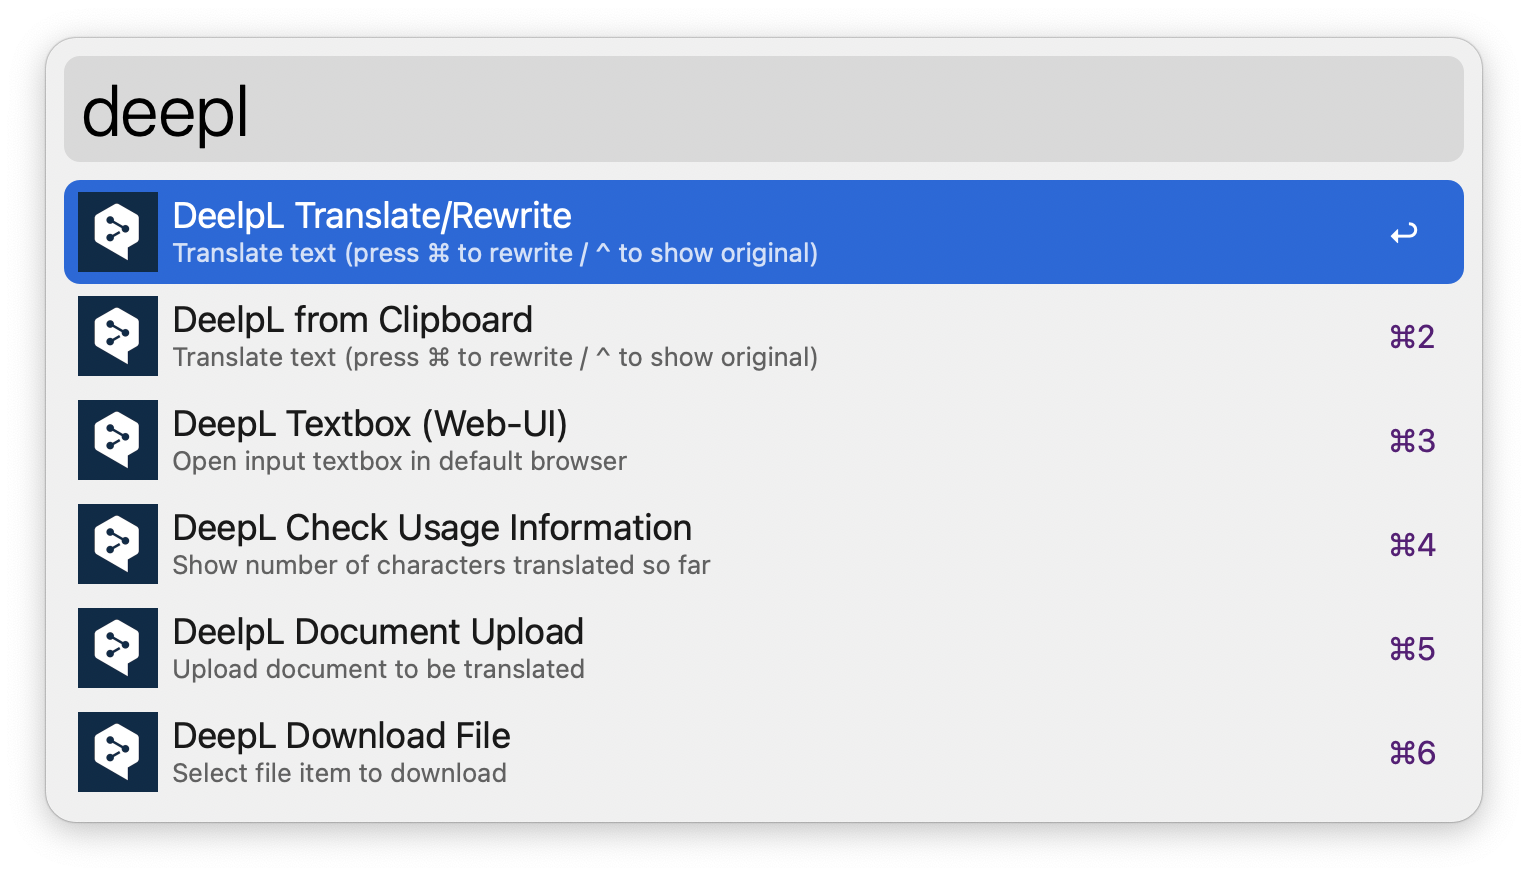 deepl
DeelpL Translate/Rewrite
Translate text (press ⌘ to rewrite / ^ to show original)
↩
DeelpL from Clipboard
Translate text (press ⌘ to rewrite / ^ to show original)
⌘2
DeepL Textbox (Web-UI)
Open input textbox in default browser
⌘3
DeepL Check Usage Information
Show number of characters translated so far
⌘4
DeelpL Document Upload
Upload document to be translated
⌘5
DeepL Download File
Select file item to download
⌘6